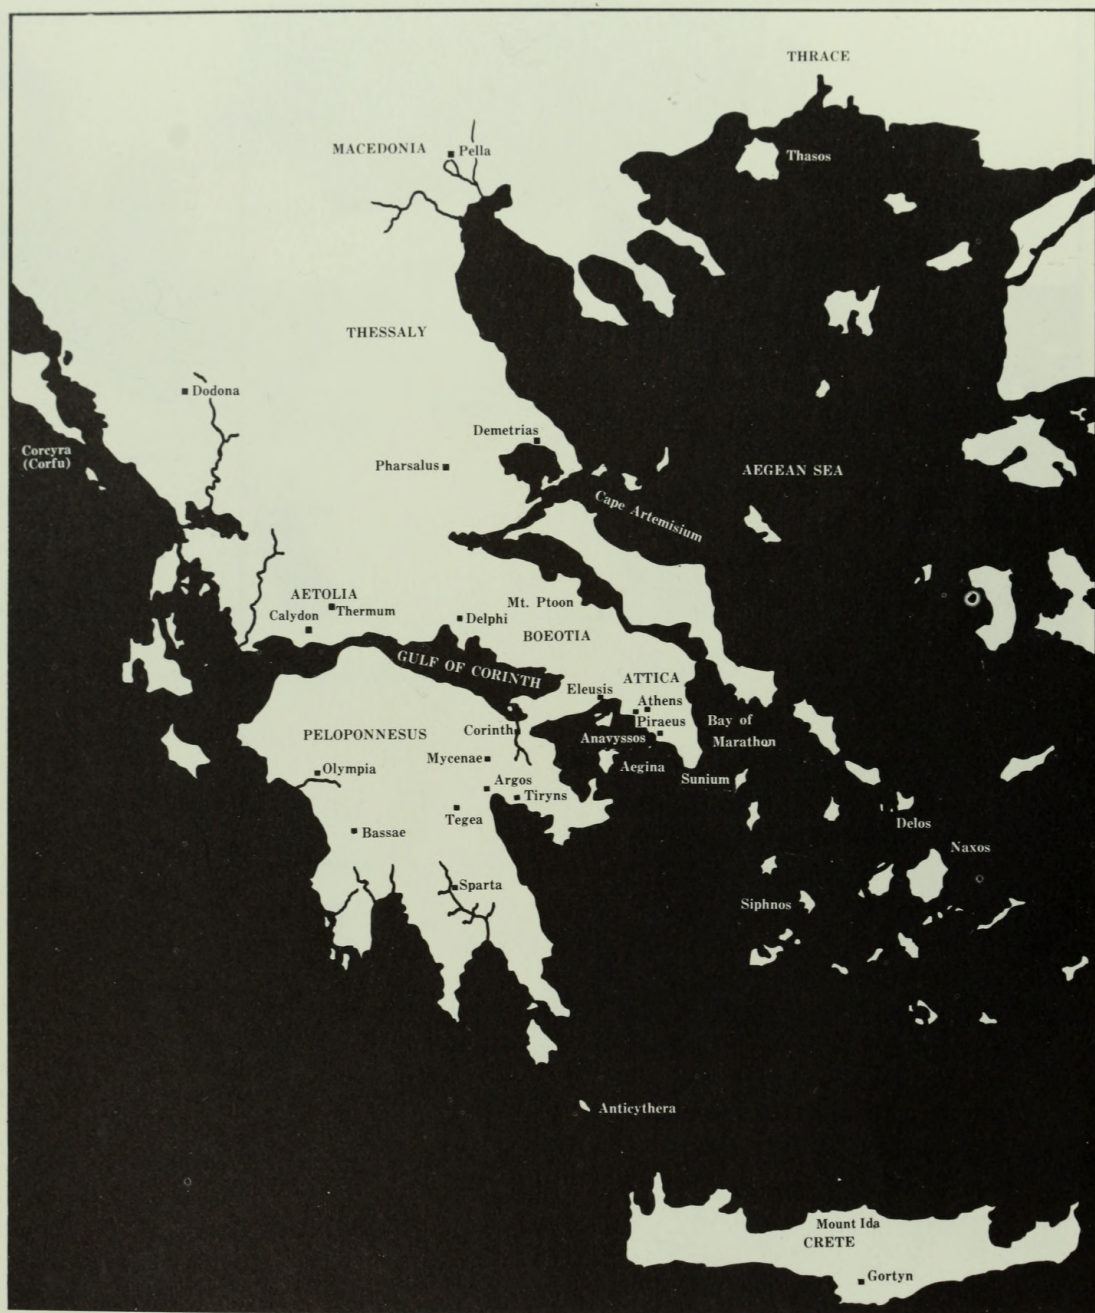 THRACE
MACEDONIA
Pella
Thasos
THESSALY
Dodona
Demetrias
Corcyra
(Corfu)
Pharsalus
AEGEAN SEA
Cape Artemisium
AETOLIA
Calydon
Thermum
Mt. Ptoon
Delphi
BOEOTIA
GULF OF CORINTH
ATTICA
Eleusis
Athens
Piraeus
Bay of
Marathon
PELOPONNESUS
Corinth
Anavyssos
Mycenae
Aegina
Sunium
Olympia
Argos
Tiryns
Tegea
Delos
Bassae
Naxos
Sparta
Siphnos
Anticythera
Mount Ida
CRETE
Gortyn